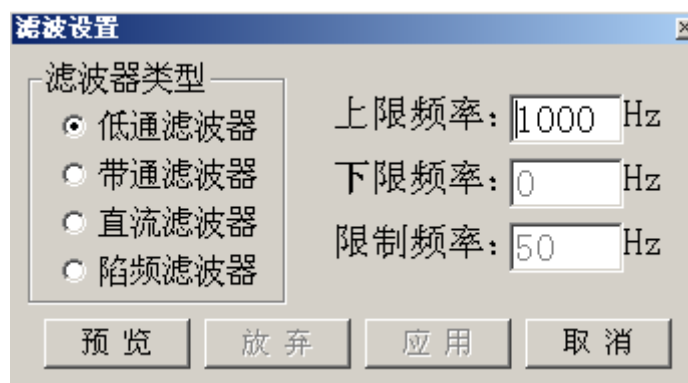 滤波设置
滤波器类型
低通滤波器
带通滤波器
直流滤波器
陷频滤波器
上限频率：1000 Hz
下限频率：0 Hz
限制频率：50 Hz
预览 放弃 应用 取消